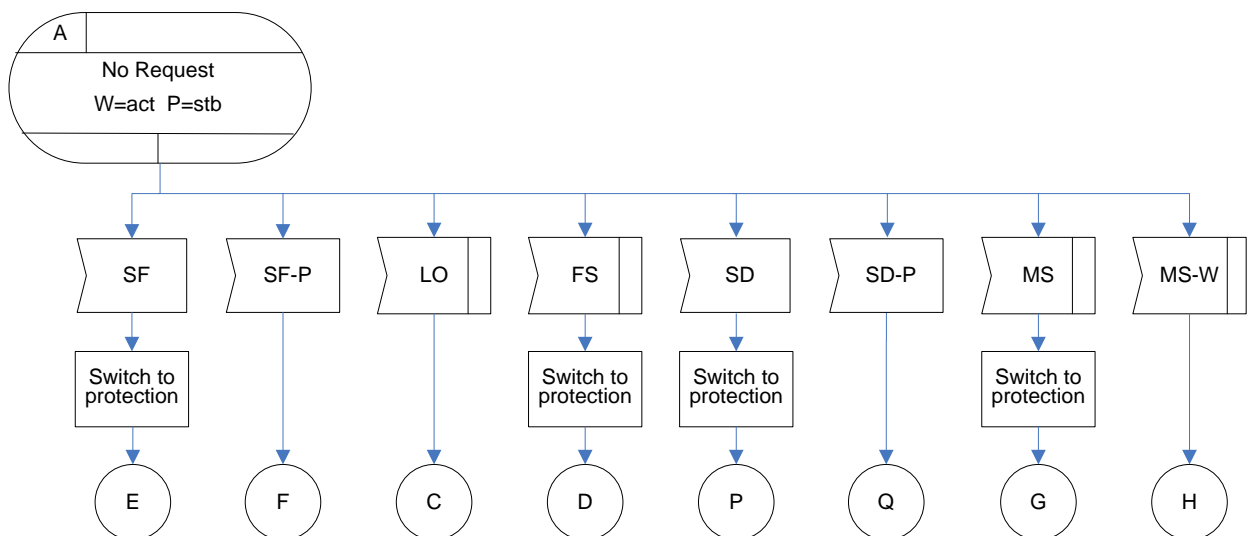 A
No Request
W=act P=stb
SF
SF-P
LO
FS
SD
SD-P
MS
MS-W
Switch to
protection
Switch to
protection
Switch to
protection
Switch to
protection
E
F
C
D
P
Q
G
H